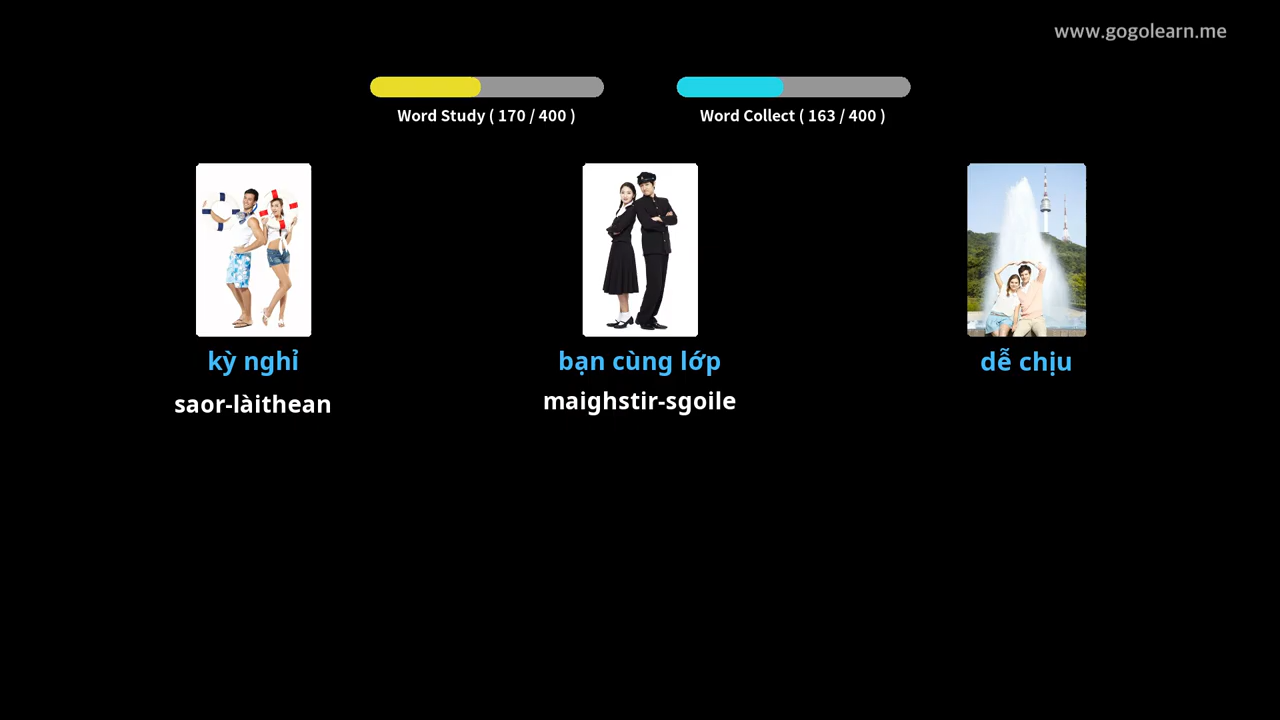 www.gogolearn.me
Word Study ( 170 / 400 )
Word Collect ( 163 / 400 )
kỳ nghỉ
bạn cùng lớp
dễ chịu
saor-làithean
maighstir-sgoile